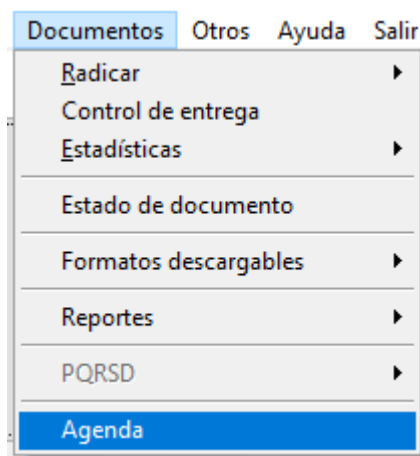 Documentos Otros Ayuda Salir
Radicar
Control de entrega
Estadísticas
Estado de documento
Formatos descargables
Reportes
PQRSD
Agenda